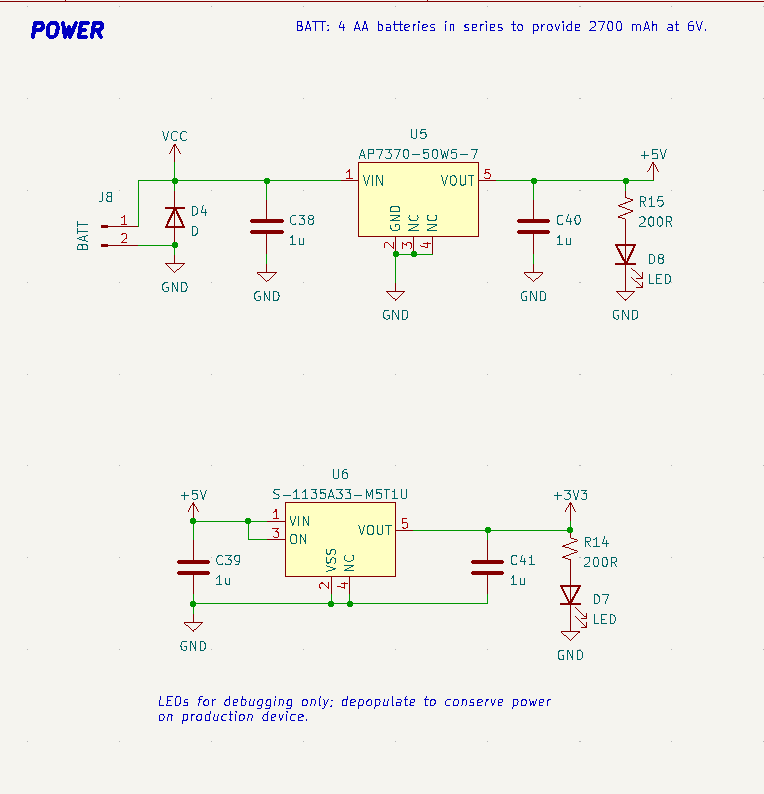 POWER
BATT: 4 AA batteries in series to provide 2700 mAh at 6V.
VCC
U5
AP7370-50W5-7
+5V
J8
BATT
1
2
D4
D
GND
C38
1u
GND
1
VIN
VOUT
5
GND
NC
NC
2
3
4
GND
C40
1u
GND
R15
200R
D8
LED
GND
U6
S-1135A33-M5T1U
+5V
+3V3
1
VIN
3
ON
VOUT
5
VSS
NC
2
4
C39
1u
GND
C41
1u
R14
200R
D7
LED
GND
LEDs for debugging only; depopulate to conserve power
on production device.